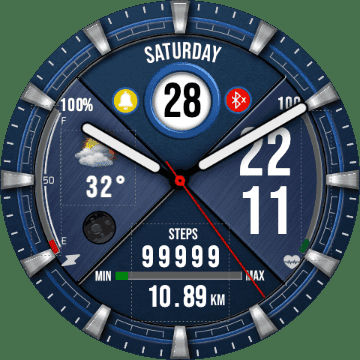 SATURDAY
28
100%
100
F
22
50
32°
11
E
STEPS
99999
MIN MAX
10.89 KM